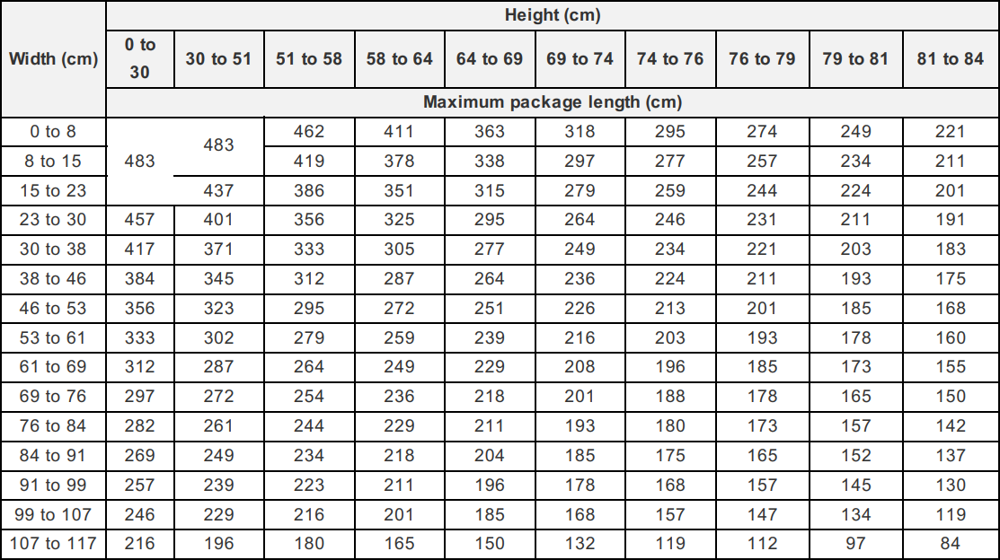 Height (cm)
Width (cm) 0 to 30 30 to 51 51 to 58 58 to 64 64 to 69 69 to 74 74 to 76 76 to 79 79 to 81 81 to 84
Maximum package length (cm)
0 to 8 483 462 411 363 318 295 274 249 221
8 to 15 483 419 378 338 297 277 257 234 211
15 to 23 437 386 351 315 279 259 244 224 201
23 to 30 457 401 356 325 295 264 246 231 211 191
30 to 38 417 371 333 305 277 249 234 221 203 183
38 to 46 384 345 312 287 264 236 224 211 193 175
46 to 53 356 323 295 272 251 226 213 201 185 168
53 to 61 333 302 279 259 239 216 203 193 178 160
61 to 69 312 287 264 249 229 208 196 185 173 155
69 to 76 297 272 254 236 218 201 188 178 165 150
76 to 84 282 261 244 229 211 193 180 173 157 142
84 to 91 269 249 234 218 204 185 175 165 152 137
91 to 99 257 239 223 211 196 178 168 157 145 130
99 to 107 246 229 216 201 185 168 157 147 134 119
107 to 117 216 196 180 165 150 132 119 112 97 84